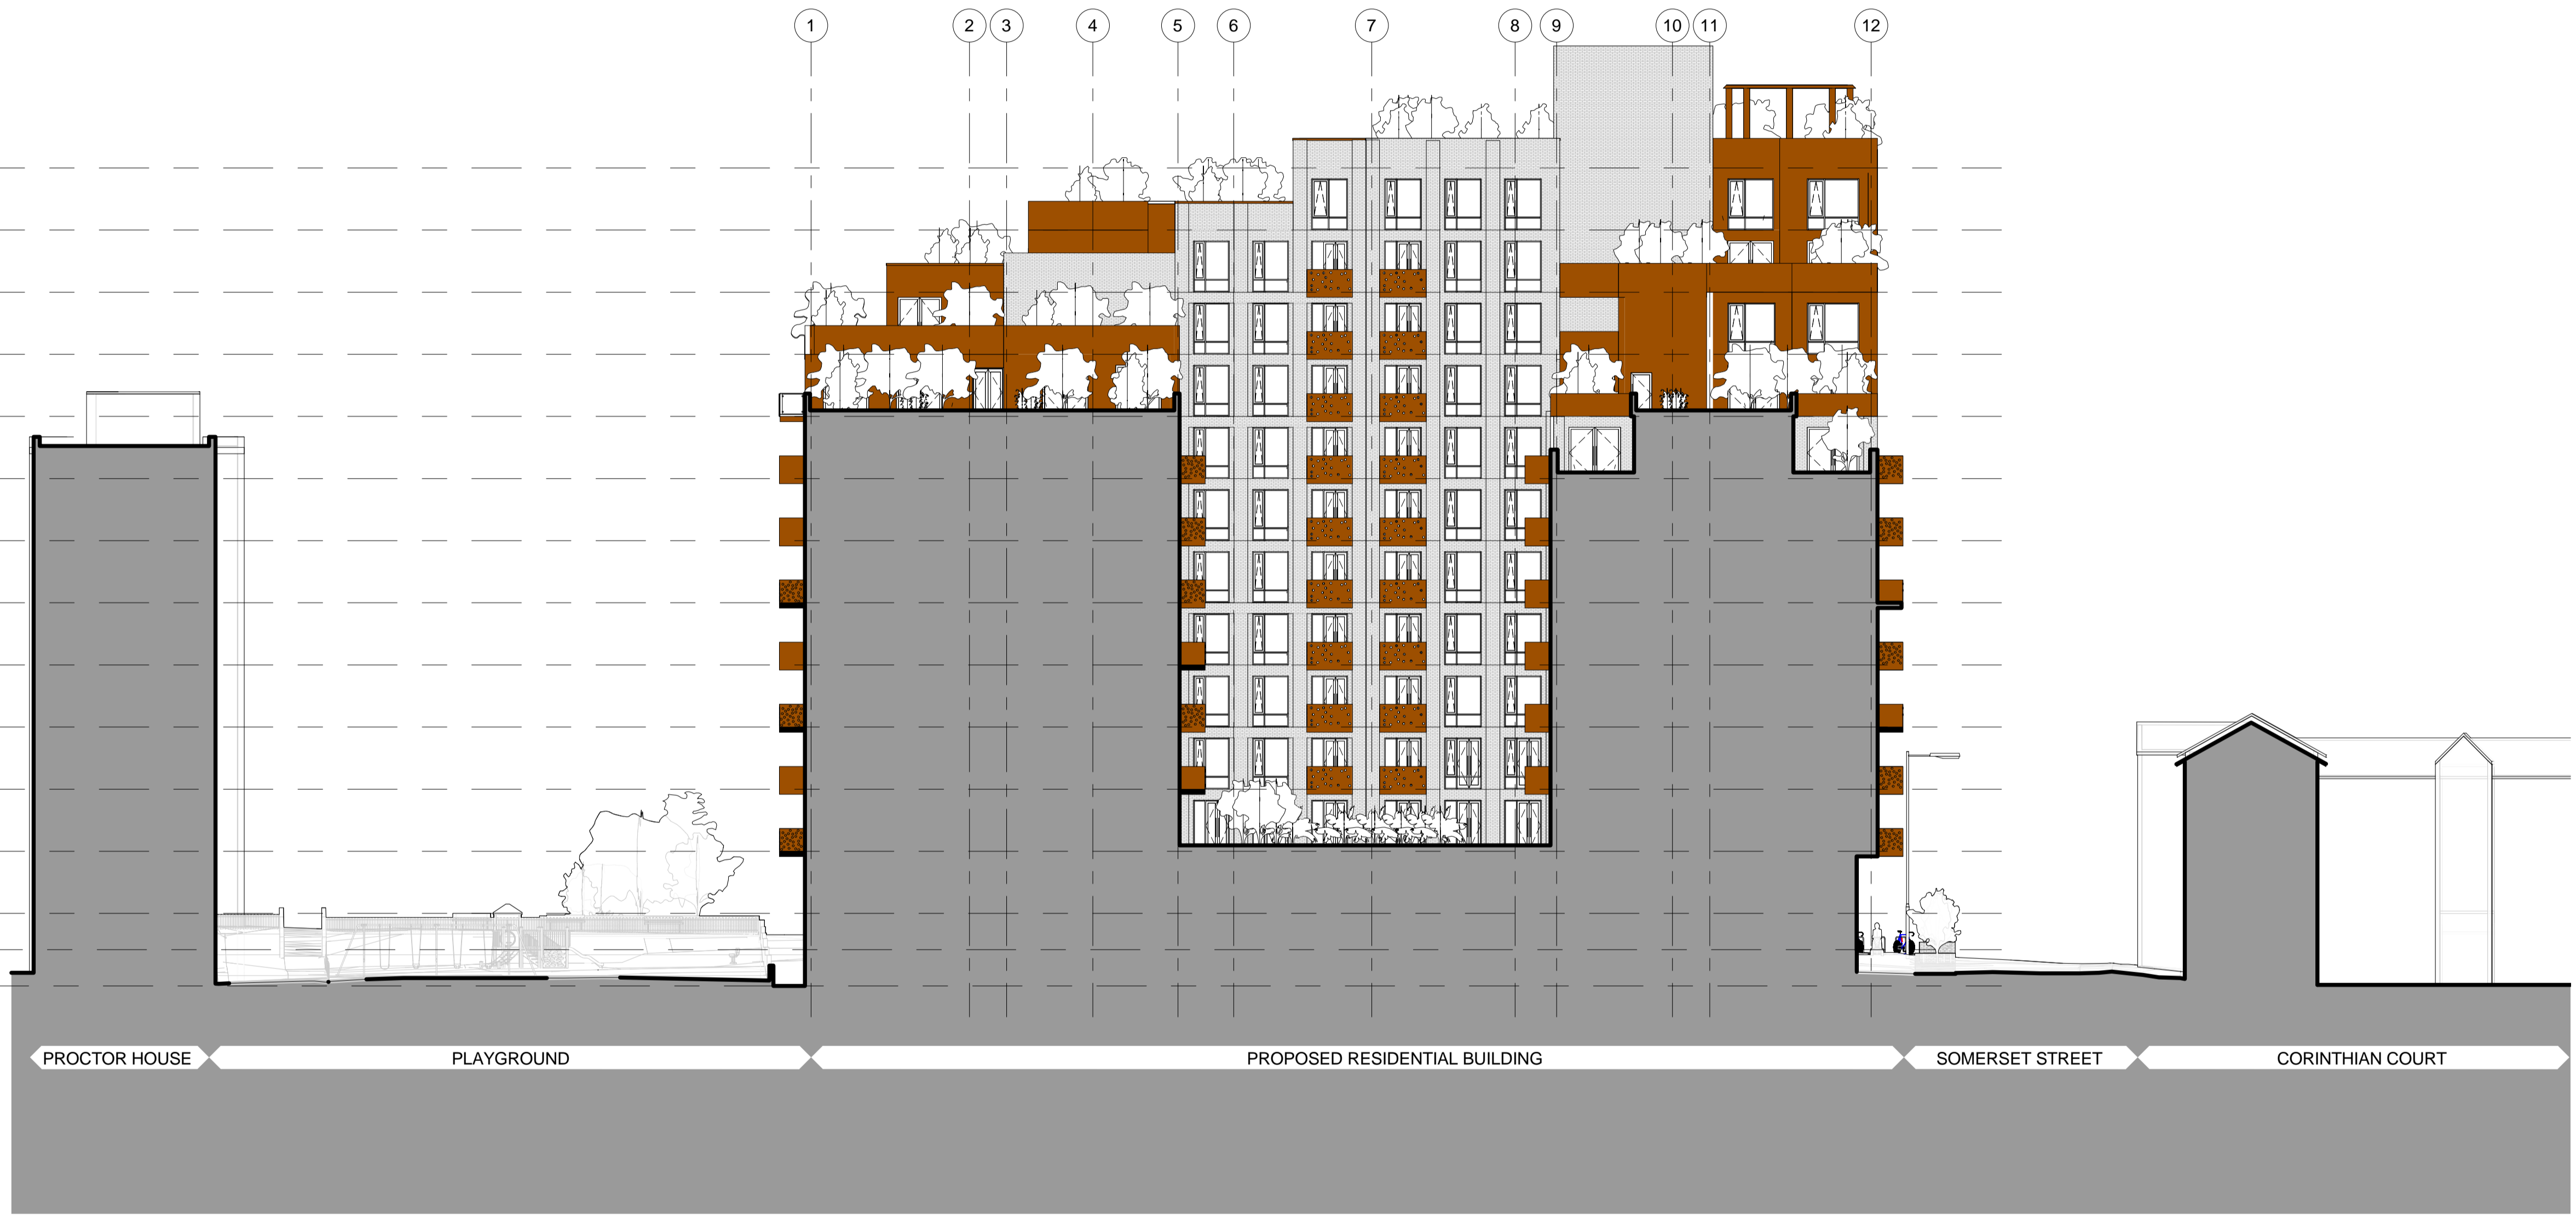 1 2 3 4 5 6 7 8 9 10 11 12
PROCTOR HOUSE PLAYGROUND PROPOSED RESIDENTIAL BUILDING SOMERSET STREET CORINTHIAN COURT